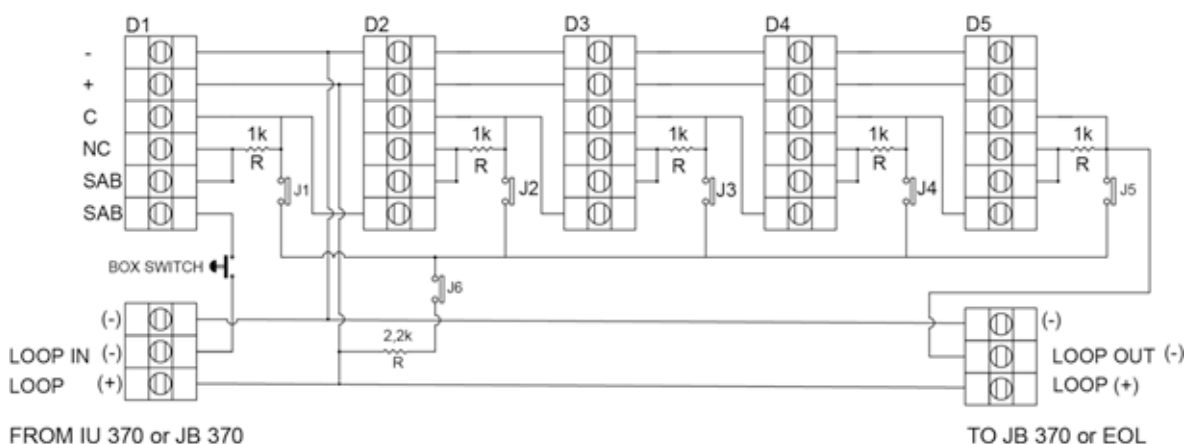 D1 D2 D3 D4 D5
-
+
C
NC 1k 1k 1k 1k 1k
R R R R R
SAB J1 J2 J3 J4 J5
SAB
BOX SWITCH
J6
(-) 2,2k (-)
LOOP IN (-) R LOOP OUT (-)
LOOP (+) LOOP (+)
FROM IU 370 or JB 370 TO JB 370 or EOL